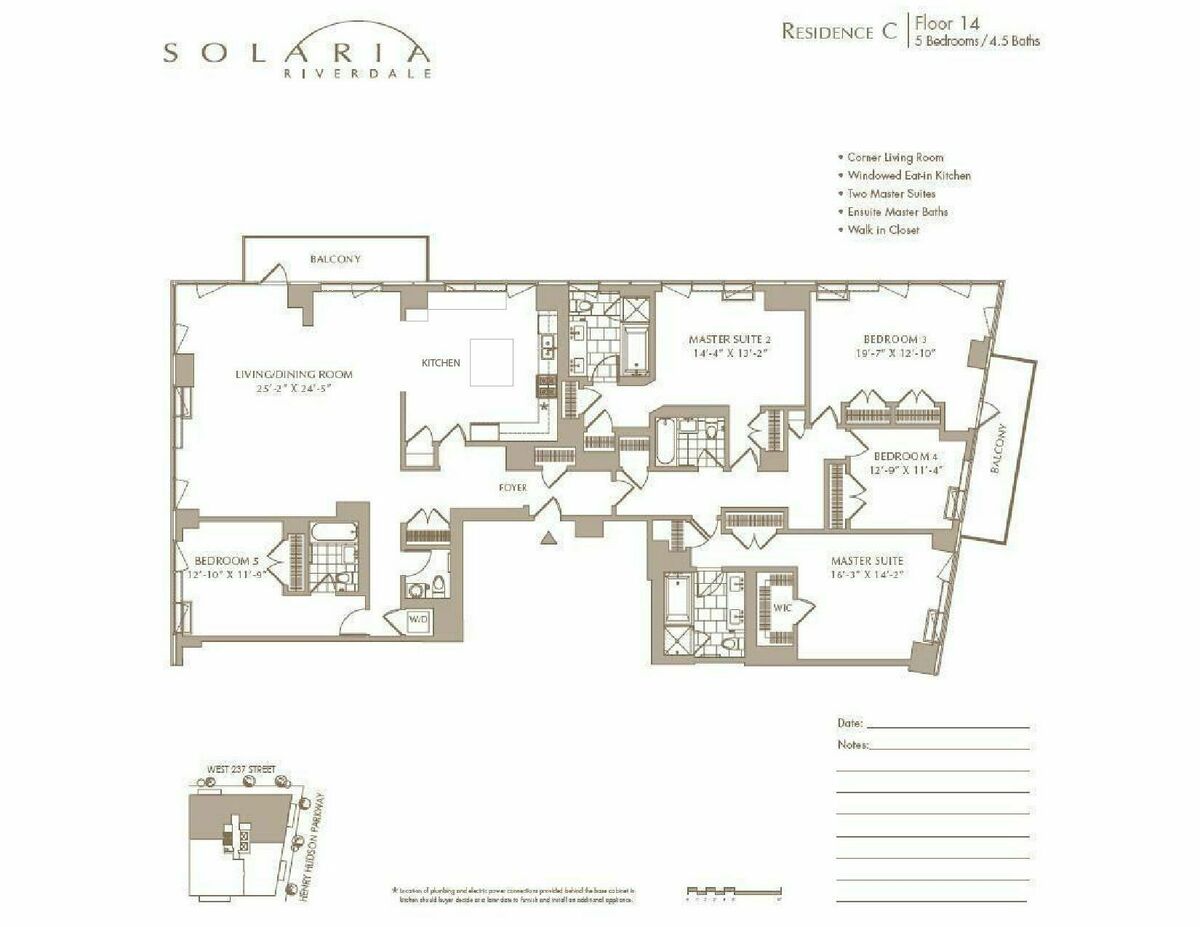 SOLARIA
RIVERDALE
RESIDENCE C
Floor 14
5 Bedrooms / 4.5 Baths
• Corner Living Room
• Windowed Eat-in Kitchen
• Two Master Suites
• Ensuite Master Baths
• Walk in Closet
BALCONY
LIVING/DINING ROOM
25'-2" X 24'-5"
KITCHEN
*
MASTER SUITE 2
14'-4" X 13'-2"
BEDROOM 3
19'-7" X 12'-10"
BALCONY
BEDROOM 4
12'-9" X 11'-4"
FOYER
BEDROOM 5
12'-10" X 11'-9"
W/D
MASTER SUITE
16'-3" X 14'-2"
WIC
Date:
Notes:
WEST 237 STREET
HENRY HUDSON PARKWAY
* Location of plumbing and electric power connections provided behind the base cabinet in
kitchen should buyer decide at a later date to furnish and install an additional appliance.